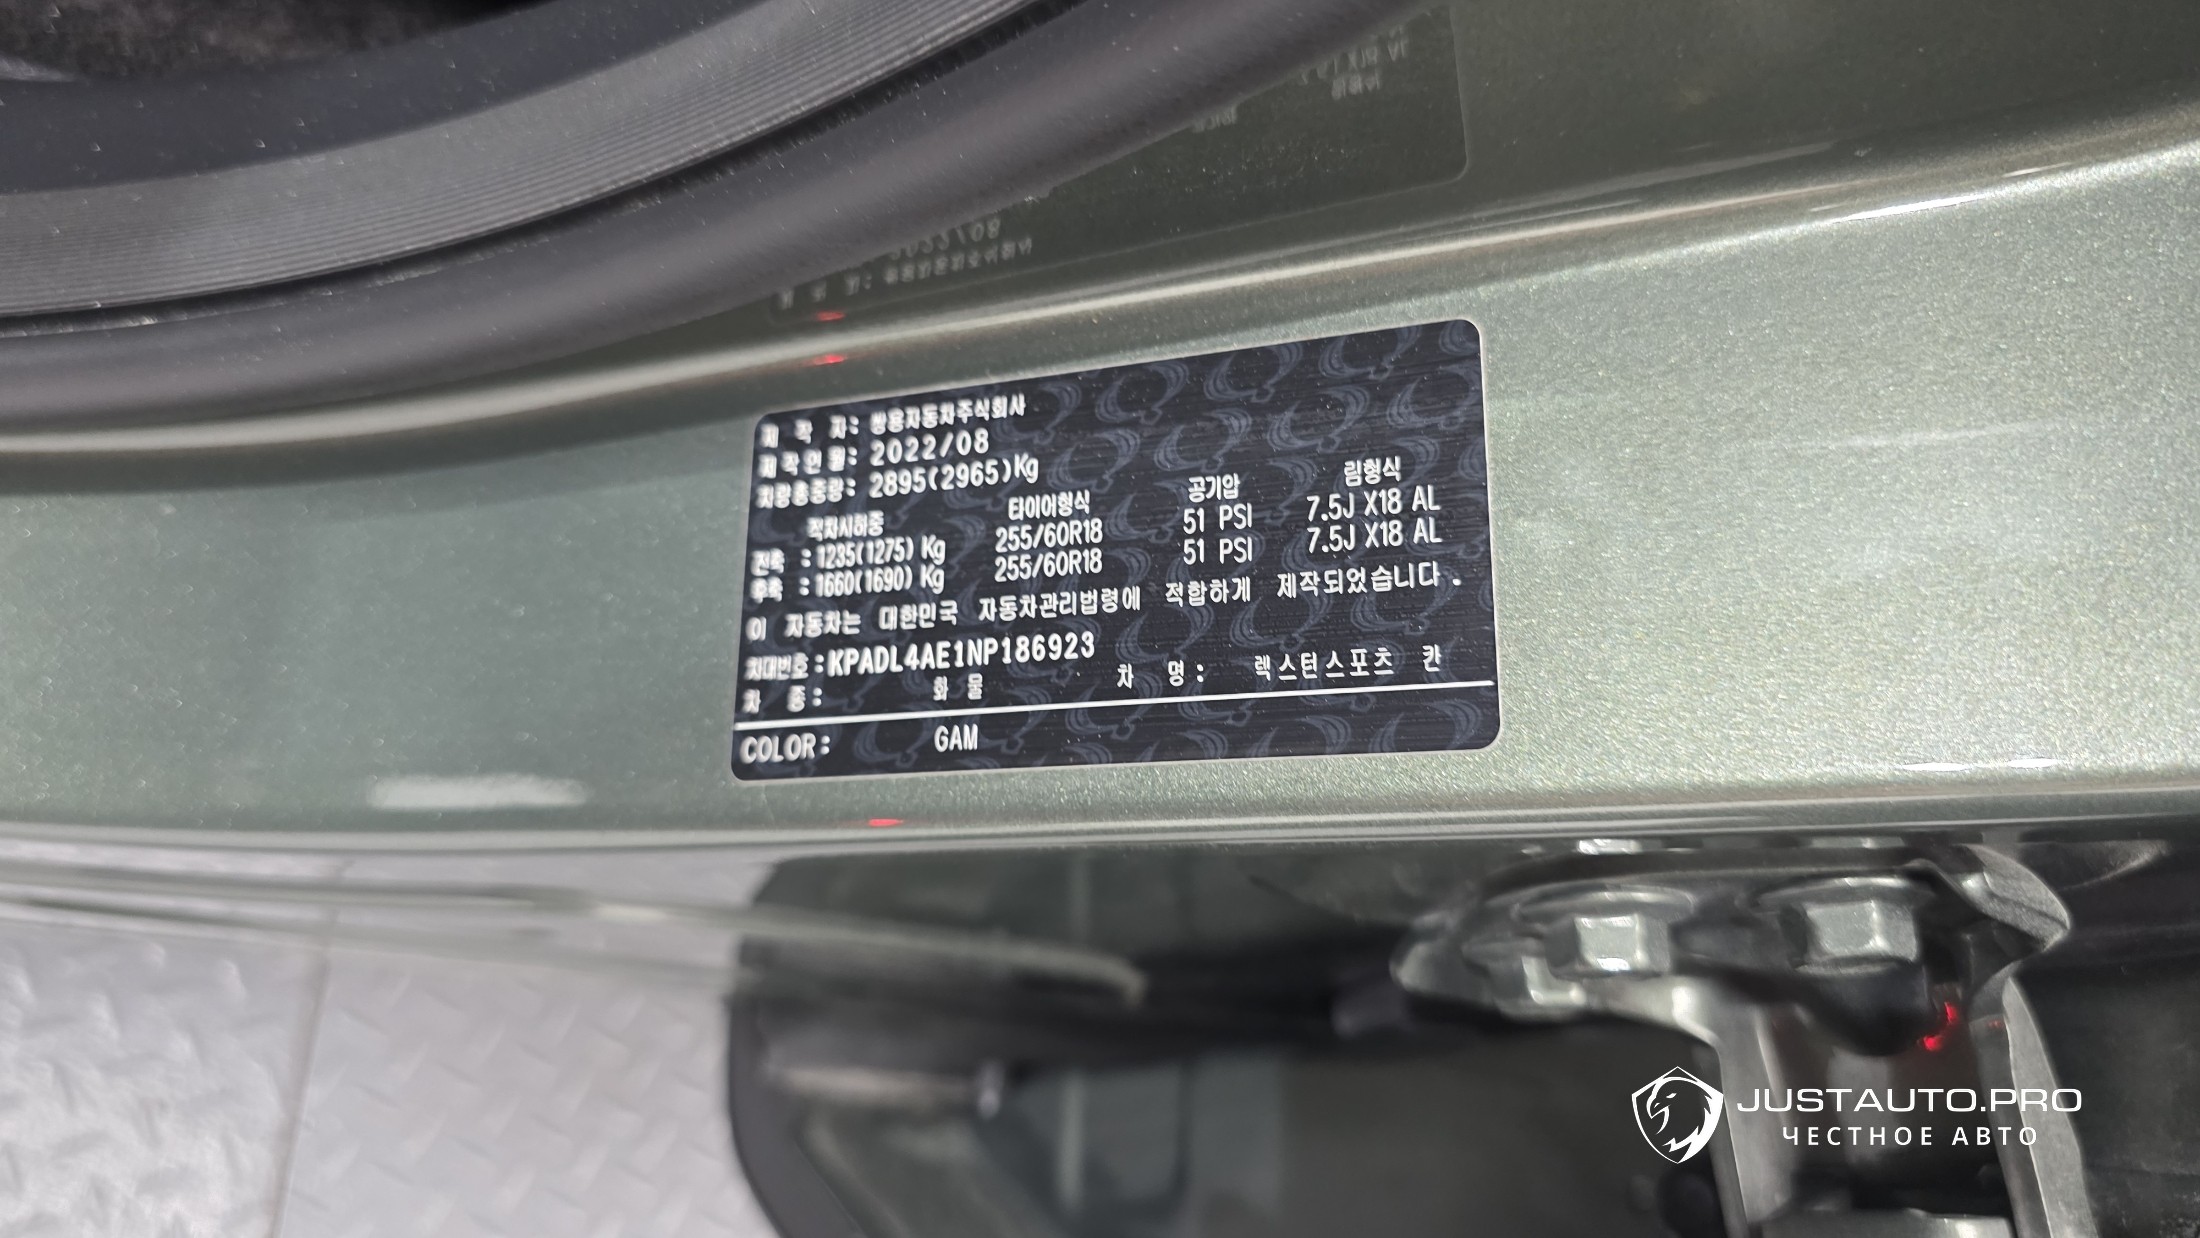 제 작 자: 쌍용자동차주식회사
제작연월: 2022/08
차량총중량: 2895(2965)Kg
적차시하중 타이어형식 공기압 림형식
전축 : 1235(1275) Kg 255/60R18 51 PSI 7.5J X18 AL
후축 : 1660(1690) Kg 255/60R18 51 PSI 7.5J X18 AL
이 자동차는 대한민국 자동차관리법령에 적합하게 제작되었습니다.
차대번호:KPADL4AE1NP186923
차 종: 화 물 차 명: 렉스턴스포츠 칸
COLOR: GAM
JUSTAUTO.PRO
ЧЕСТНОЕ АВТО